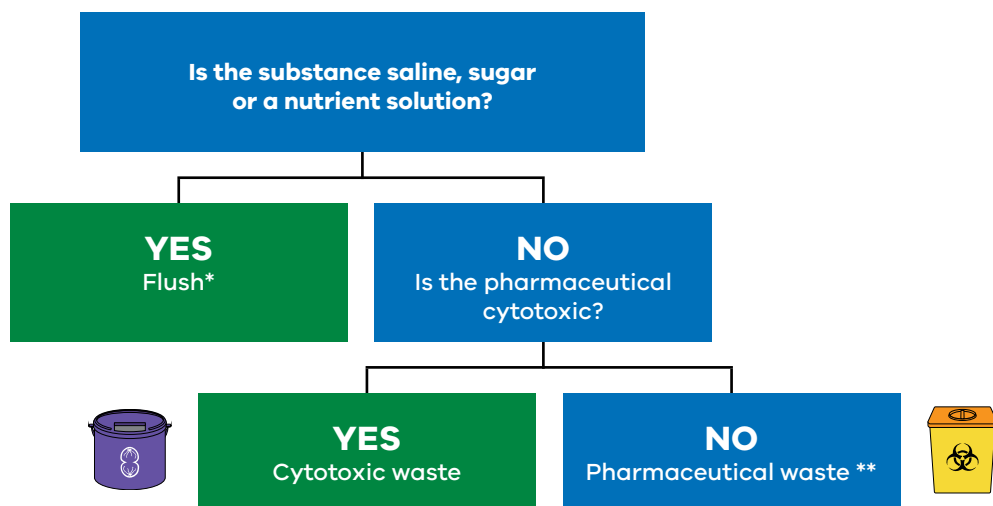 Is the substance saline, sugar
or a nutrient solution?
YES
Flush*
NO
Is the pharmaceutical
cytotoxic?
YES
Cytotoxic waste
NO
Pharmaceutical waste **